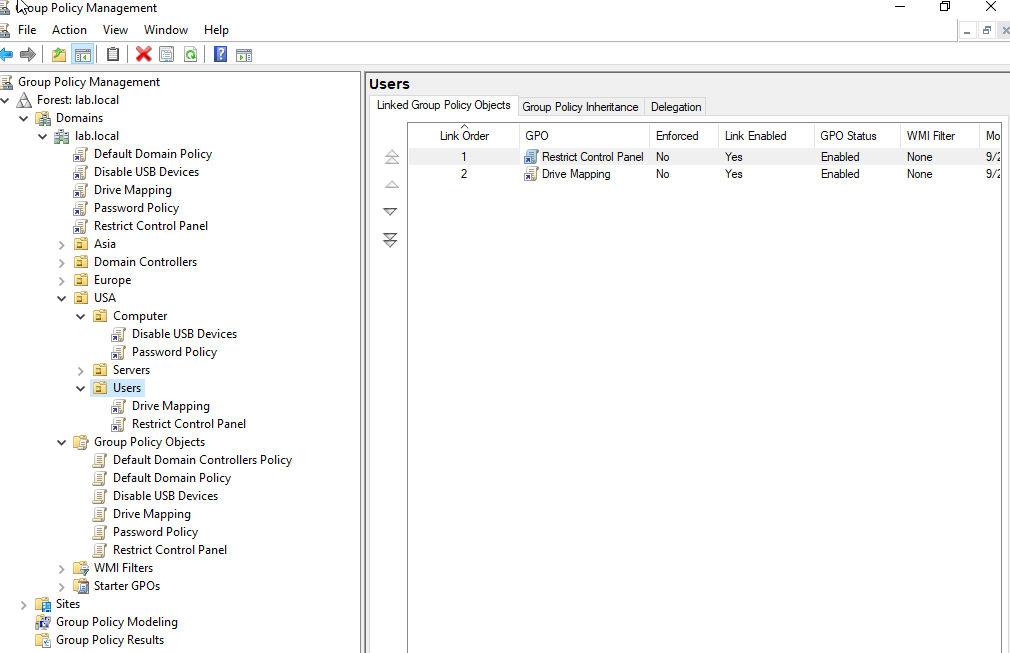 Group Policy Management
File Action View Window Help
Group Policy Management
Forest: lab.local
Domains
lab.local
Default Domain Policy
Disable USB Devices
Drive Mapping
Password Policy
Restrict Control Panel
Asia
Domain Controllers
Europe
USA
Computer
Disable USB Devices
Password Policy
Servers
Users
Drive Mapping
Restrict Control Panel
Group Policy Objects
Default Domain Controllers Policy
Default Domain Policy
Disable USB Devices
Drive Mapping
Password Policy
Restrict Control Panel
WMI Filters
Starter GPOs
Sites
Group Policy Modeling
Group Policy Results
Users
Linked Group Policy Objects Group Policy Inheritance Delegation
Link Order GPO Enforced Link Enabled GPO Status WMI Filter Mo
1 Restrict Control Panel No Yes Enabled None 9/2
2 Drive Mapping No Yes Enabled None 9/2